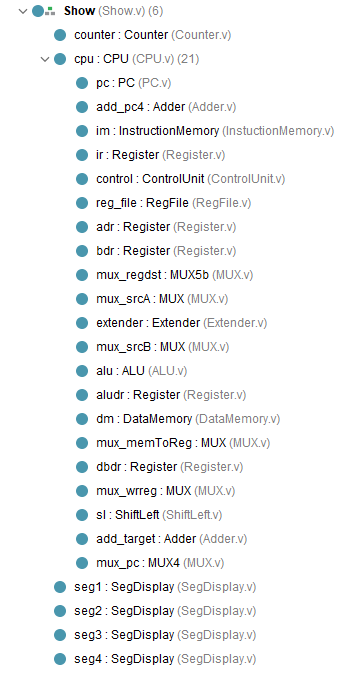 Show (Show.v) (6)
counter : Counter (Counter.v)
cpu : CPU (CPU.v) (21)
pc : PC (PC.v)
add_pc4 : Adder (Adder.v)
im : InstructionMemory (InstuctionMemory.v)
ir : Register (Register.v)
control : ControlUnit (ControlUnit.v)
reg_file : RegFile (RegFile.v)
adr : Register (Register.v)
bdr : Register (Register.v)
mux_regdst : MUX5b (MUX.v)
mux_srcA : MUX (MUX.v)
extender : Extender (Extender.v)
mux_srcB : MUX (MUX.v)
alu : ALU (ALU.v)
aludr : Register (Register.v)
dm : DataMemory (DataMemory.v)
mux_memToReg : MUX (MUX.v)
dbdr : Register (Register.v)
mux_wrreg : MUX (MUX.v)
sl : ShiftLeft (ShiftLeft.v)
add_target : Adder (Adder.v)
mux_pc : MUX4 (MUX.v)
seg1 : SegDisplay (SegDisplay.v)
seg2 : SegDisplay (SegDisplay.v)
seg3 : SegDisplay (SegDisplay.v)
seg4 : SegDisplay (SegDisplay.v)